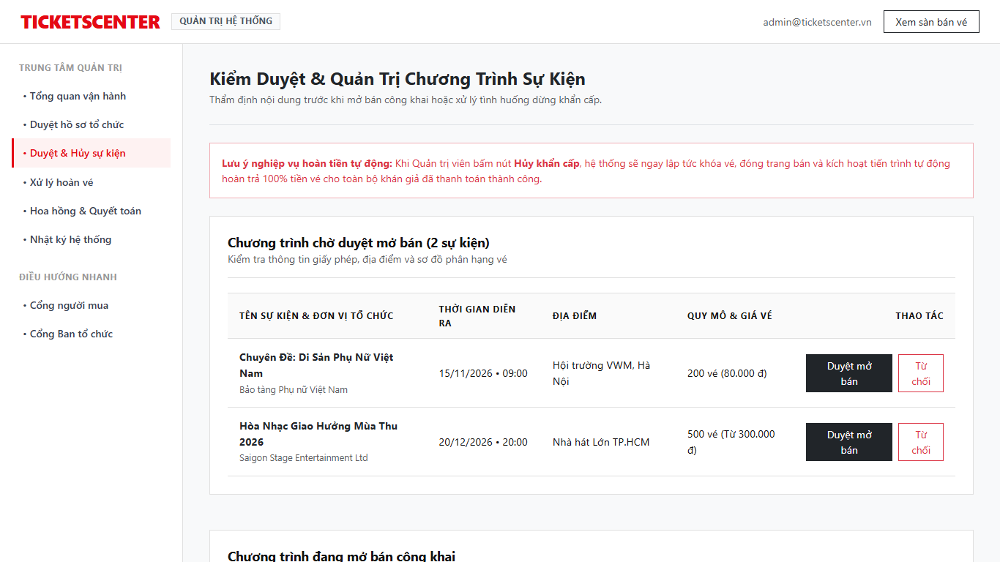 TICKETSCENTER
QUẢN TRỊ HỆ THỐNG
admin@ticketscenter.vn
Xem sàn bán vé
TRUNG TÂM QUẢN TRỊ
• Tổng quan vận hành
• Duyệt hồ sơ tổ chức
• Duyệt & Hủy sự kiện
• Xử lý hoàn vé
• Hoa hồng & Quyết toán
• Nhật ký hệ thống
ĐIỀU HƯỚNG NHANH
• Cổng người mua
• Cổng Ban tổ chức
Kiểm Duyệt & Quản Trị Chương Trình Sự Kiện
Thẩm định nội dung trước khi mở bán công khai hoặc xử lý tình huống dừng khẩn cấp.
Lưu ý nghiệp vụ hoàn tiền tự động: Khi Quản trị viên bấm nút Hủy khẩn cấp, hệ thống sẽ ngay lập tức khóa vé, đóng trang bán và kích hoạt tiến trình tự động
hoàn trả 100% tiền vé cho toàn bộ khán giả đã thanh toán thành công.
Chương trình chờ duyệt mở bán (2 sự kiện)
Kiểm tra thông tin giấy phép, địa điểm và sơ đồ phân hạng vé
TÊN SỰ KIỆN & ĐƠN VỊ TỔ CHỨC
THỜI GIAN DIỄN
RA
ĐỊA ĐIỂM
QUY MÔ & GIÁ VÉ
THAO TÁC
Chuyên Đề: Di Sản Phụ Nữ Việt
Nam
Bảo tàng Phụ nữ Việt Nam
15/11/2026 • 09:00
Hội trường VWM, Hà
Nội
200 vé (80.000 đ)
Duyệt mở
bán
Từ
chối
Hòa Nhạc Giao Hưởng Mùa Thu
2026
Saigon Stage Entertainment Ltd
20/12/2026 • 20:00
Nhà hát Lớn TP.HCM
500 vé (Từ 300.000
đ)
Duyệt mở
bán
Từ
chối
Chương trình đang mở bán công khai